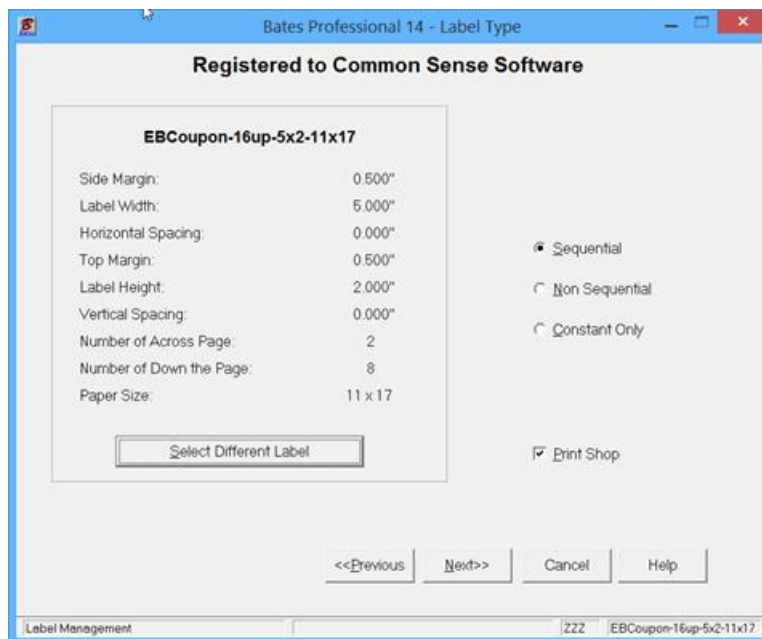 Bates Professional 14 - Label Type
Registered to Common Sense Software
EBCoupon-16up-5x2-11x17
Side Margin: 0.500"
Label Width: 5.000"
Horizontal Spacing: 0.000"
Top Margin: 0.500"
Label Height: 2.000"
Vertical Spacing: 0.000"
Number of Across Page: 2
Number of Down the Page: 8
Paper Size: 11 x 17
Select Different Label
Sequential
Non Sequential
Constant Only
Print Shop
<<Previous Next>> Cancel Help
Label Management ZZZ EBCoupon-16up-5x2-11x17